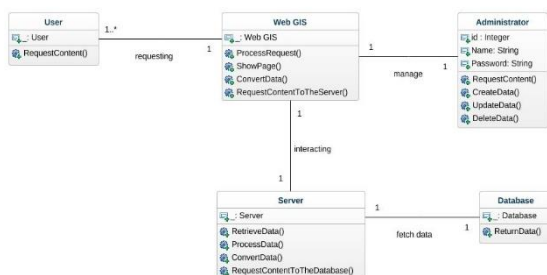 User
_: User
RequestContent()
1..*
requesting
1
Web GIS
_: Web GIS
ProcessRequest()
ShowPage()
ConvertData()
RequestContentToTheServer()
1
manage
1
Administrator
id : Integer
Name: String
Password: String
RequestContent()
CreateData()
UpdateData()
DeleteData()
1
interacting
1
Server
_: Server
RetrieveData()
ProcessData()
ConvertData()
RequestContentToTheDatabase()
1
fetch data
1
Database
_: Database
ReturnData()